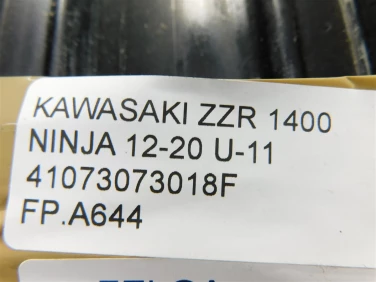 KAWASAKI ZZR 1400
NINJA 12-20 U-11
41073073018F
FP.A644